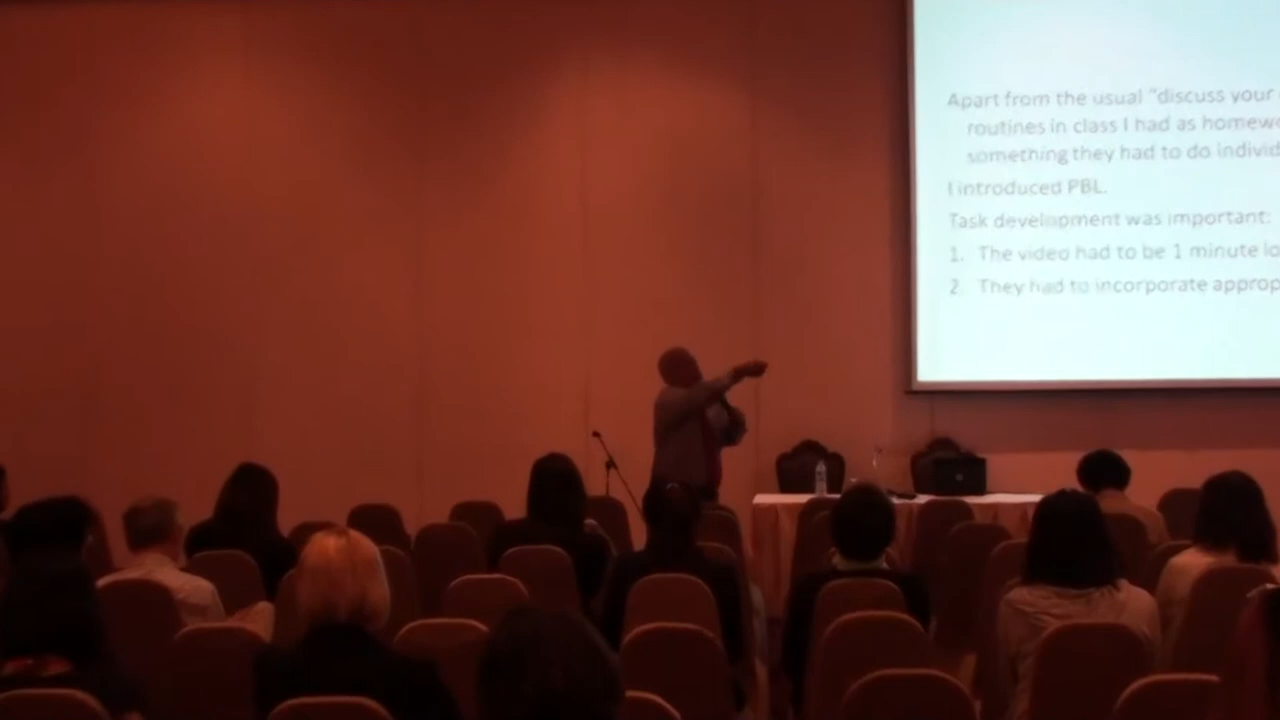 Apart from the usual "discuss your
routines in class I had as homewo
something they had to do individ
I introduced PBL.
Task development was important:
1. The video had to be 1 minute lo
2. They had to incorporate approp